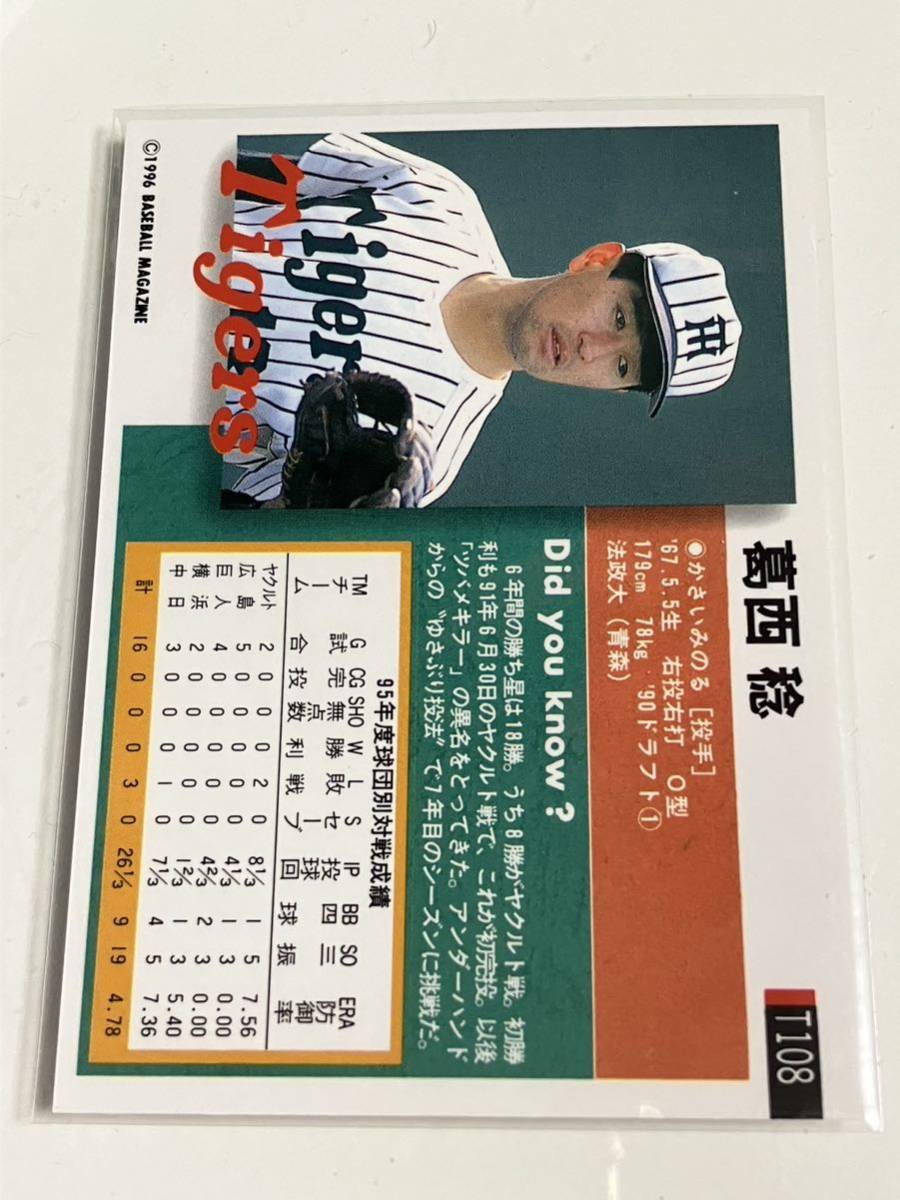 T108
葛西 稔
●かさいみのる [投手]
'67.5.5生 右投右打 O型
179cm 78kg '90ドラフト①
法政大(青森)
Tigers
Tigers
Did you know?
6年間の勝ち星は18勝。うち8勝がヤクルト戦。初勝
利も91年6月30日のヤクルト戦で、これが初完投。以後
「ツバメキラー」の異名をとってきた。アンダーハンド
からの“ゆさぶり投法”で7年目のシーズンに挑戦だ。
95年度球団別対戦成績
TM G CG SHO W L S IP BB SO ERA
チーム 試合 完投 無点数 勝利 敗戦 セーブ 投球回 四球 三振 防御率
ヤクルト 2 0 0 0 2 0 8⅓ 1 5 7.56
広島 5 0 0 0 0 0 4⅓ 1 3 0.00
巨人 4 0 0 0 0 0 4⅔ 2 3 0.00
横浜 2 0 0 0 0 0 1⅔ 1 3 5.40
中日 3 0 0 0 1 0 7⅓ 4 5 7.36
計 16 0 0 0 3 0 26⅓ 9 19 4.78
©1996 BASEBALL MAGAZINE